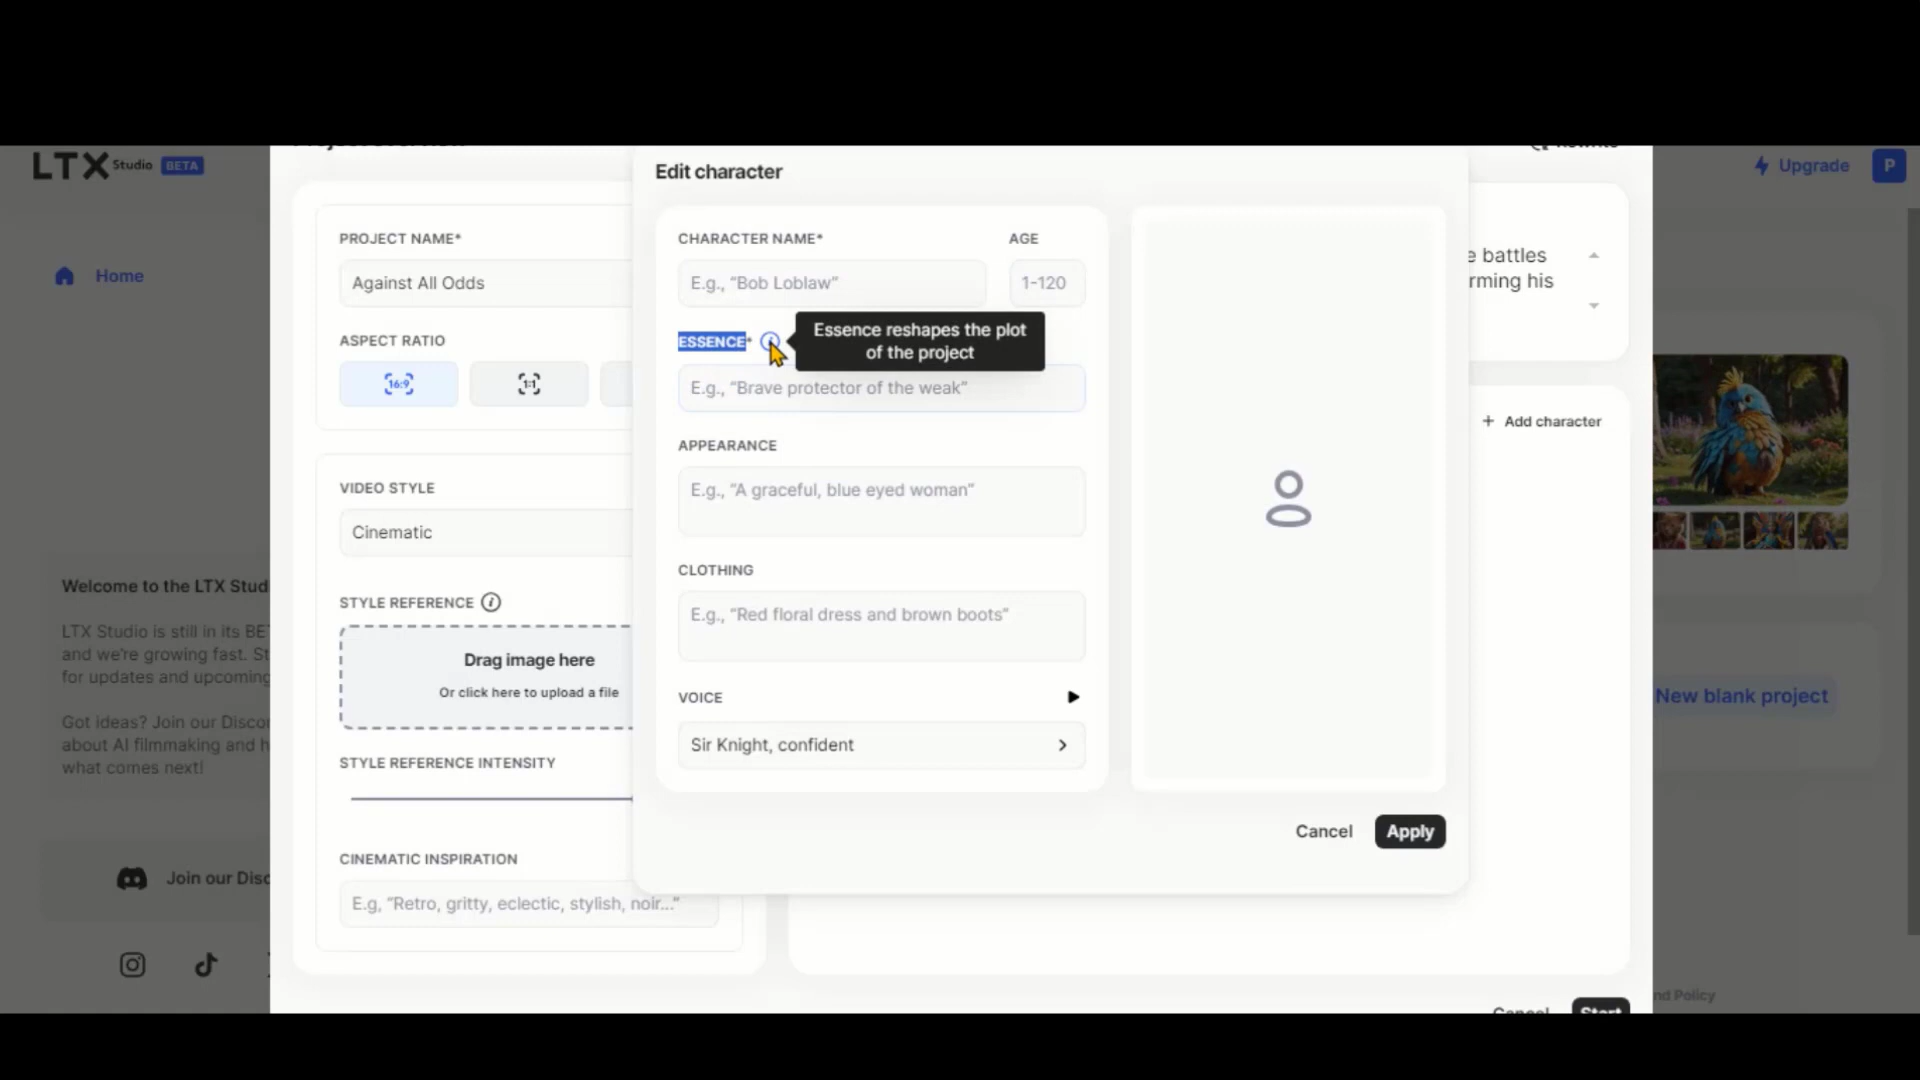 LTX Studio BETA
Upgrade
P
Home
Edit character
PROJECT NAME*
Against All Odds
ASPECT RATIO
16:9
1:1
VIDEO STYLE
Cinematic
STYLE REFERENCE
Drag image here
Or click here to upload a file
STYLE REFERENCE INTENSITY
CINEMATIC INSPIRATION
E.g, “Retro, gritty, eclectic, stylish, noir...”
CHARACTER NAME*
AGE
E.g., “Bob Loblaw”
1-120
ESSENCE*
Essence reshapes the plot
of the project
E.g., “Brave protector of the weak”
APPEARANCE
E.g., “A graceful, blue eyed woman”
CLOTHING
E.g., “Red floral dress and brown boots”
VOICE
Sir Knight, confident
Cancel
Apply
e battles
rming his
+ Add character
New blank project
Welcome to the LTX Stud
LTX Studio is still in its BE
and we're growing fast. St
for updates and upcoming
Got ideas? Join our Discor
about AI filmmaking and h
what comes next!
Join our Disc
nd Policy
Cancel
Start